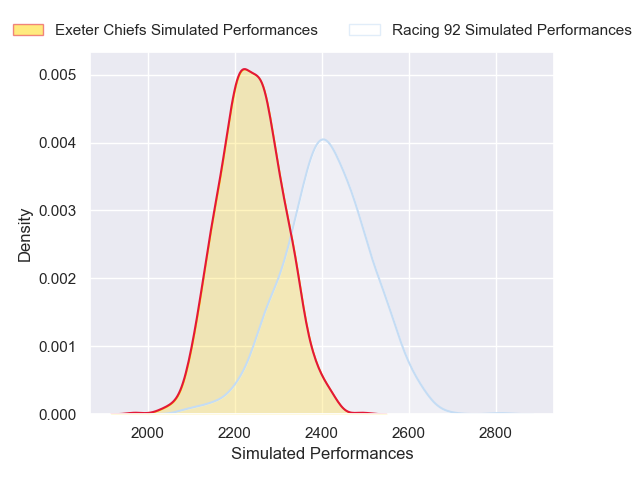 Exeter Chiefs Simulated Performances
Racing 92 Simulated Performances
0.005
0.004
0.003
0.002
0.001
0.000
Density
2000
2200
2400
2600
2800
Simulated Performances